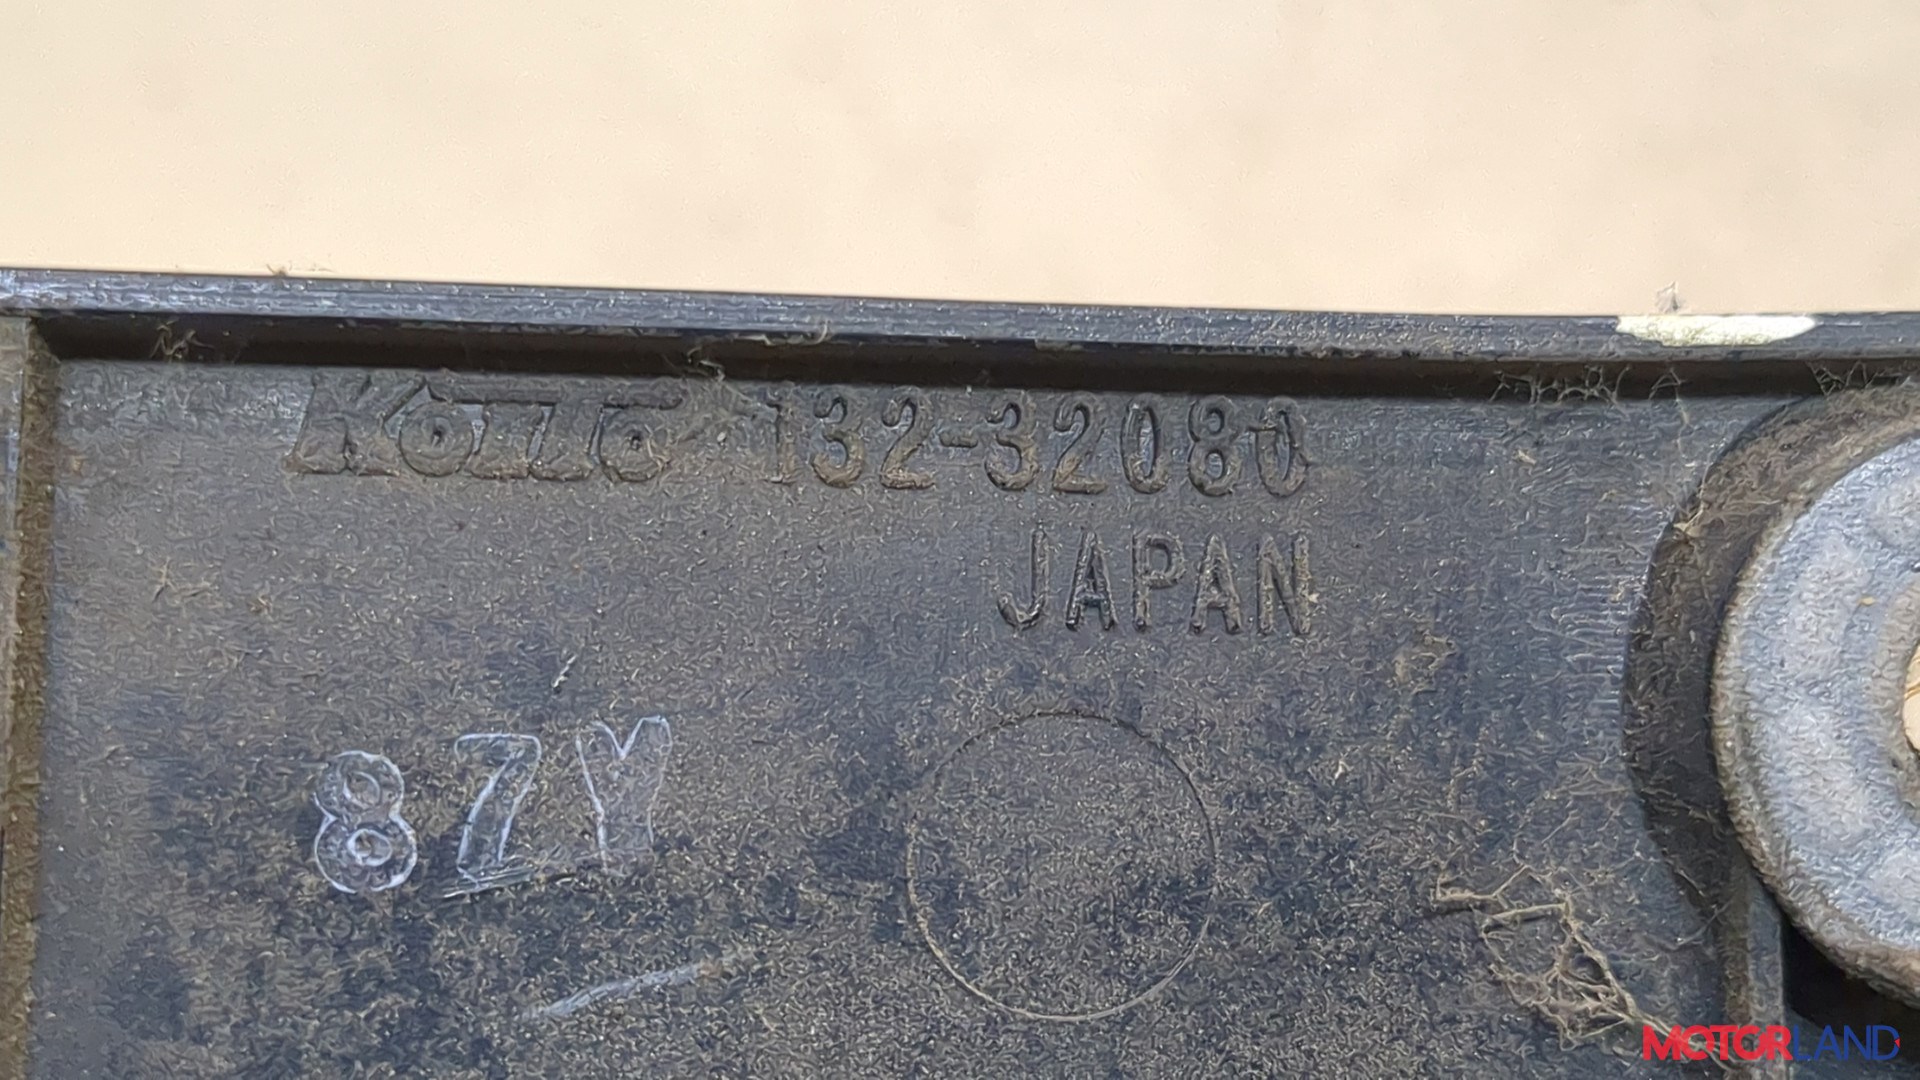 KOITO 132-32080
JAPAN
87Y
MOTORLAND